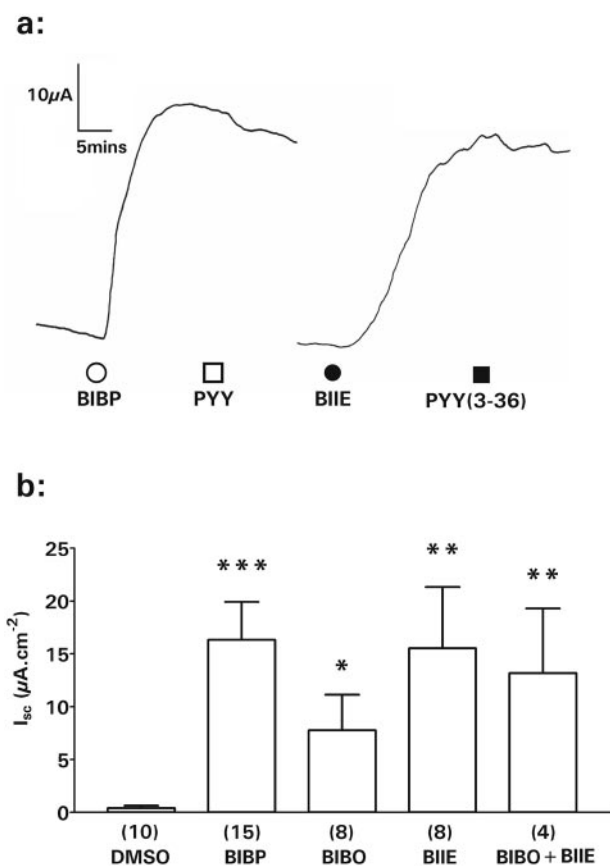 a:
10µA
5mins
BIBP PYY BIIE PYY(3-36)
b:
25
20
15
10
5
0
Isc (µA.cm-2)
*** * ** **
(10) (15) (8) (8) (4)
DMSO BIBP BIBO BIIE BIBO + BIIE